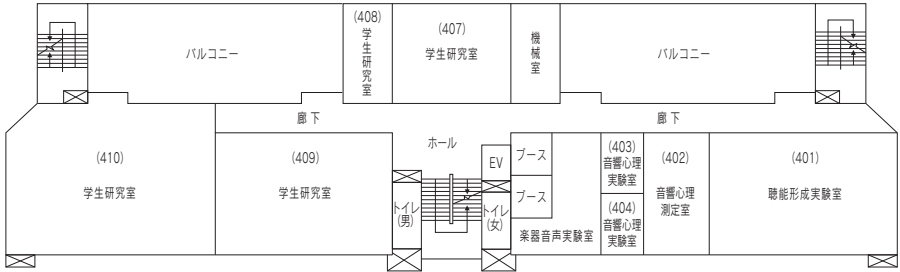 バルコニー
(408)
学生研究室
(407)
学生研究室
機械室
バルコニー
廊下
ホール
廊下
(410)
学生研究室
(409)
学生研究室
トイレ
(男)
EV
トイレ
(女)
ブース
ブース
楽器音声実験室
(403)
音響心理
実験室
(404)
音響心理
実験室
(402)
音響心理
測定室
(401)
聴能形成実験室